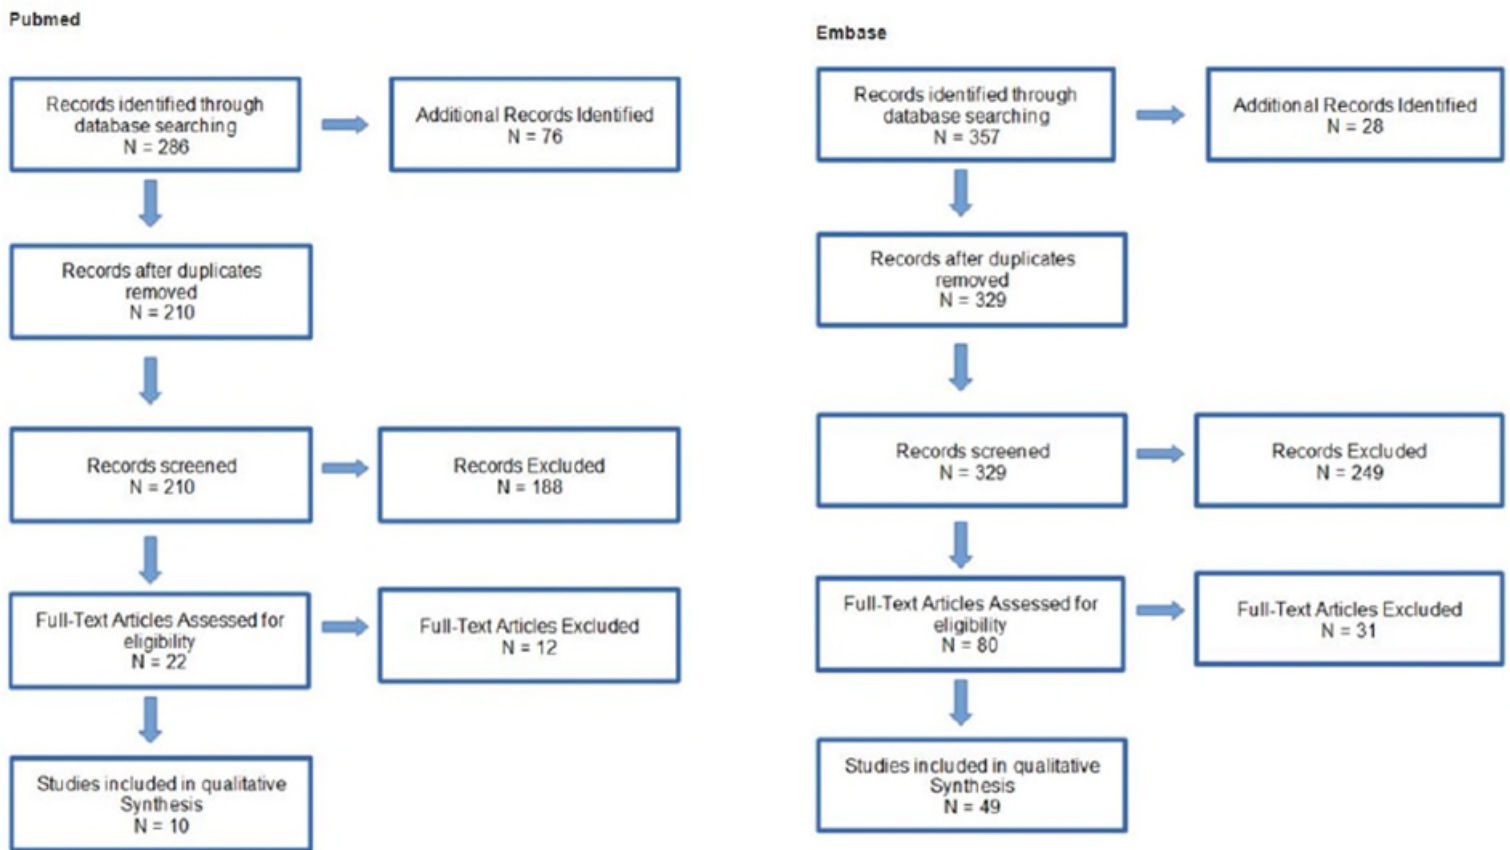 Pubmed
Records identified through
database searching
N = 286
Additional Records Identified
N = 76
Records after duplicates
removed
N = 210
Records screened
N = 210
Records Excluded
N = 188
Full-Text Articles Assessed for
eligibility
N = 22
Full-Text Articles Excluded
N = 12
Studies included in qualitative
Synthesis
N = 10
Embase
Records identified through
database searching
N = 357
Additional Records Identified
N = 28
Records after duplicates
removed
N = 329
Records screened
N = 329
Records Excluded
N = 249
Full-Text Articles Assessed for
eligibility
N = 80
Full-Text Articles Excluded
N = 31
Studies included in qualitative
Synthesis
N = 49